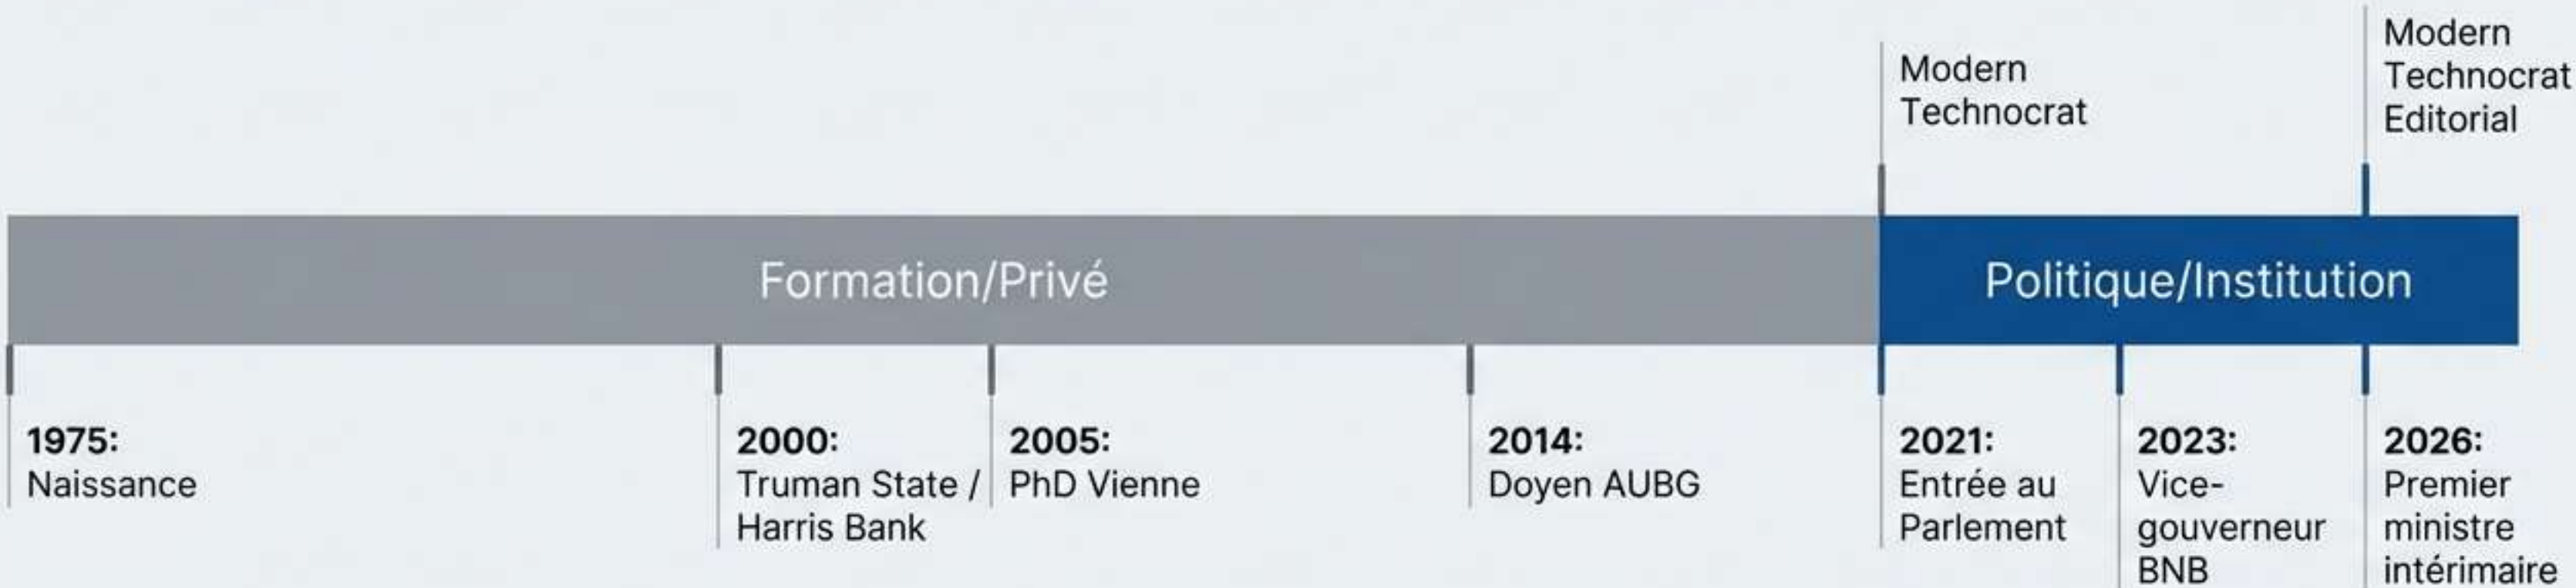 Modern
Technocrat
Modern
Technocrat
Editorial
Formation/Privé
Politique/Institution
1975:
Naissance
2000:
Truman State /
Harris Bank
2005:
PhD Vienne
2014:
Doyen AUBG
2021:
Entrée au
Parlement
2023:
Vice-
gouverneur
BNB
2026:
Premier
ministre
intérimaire